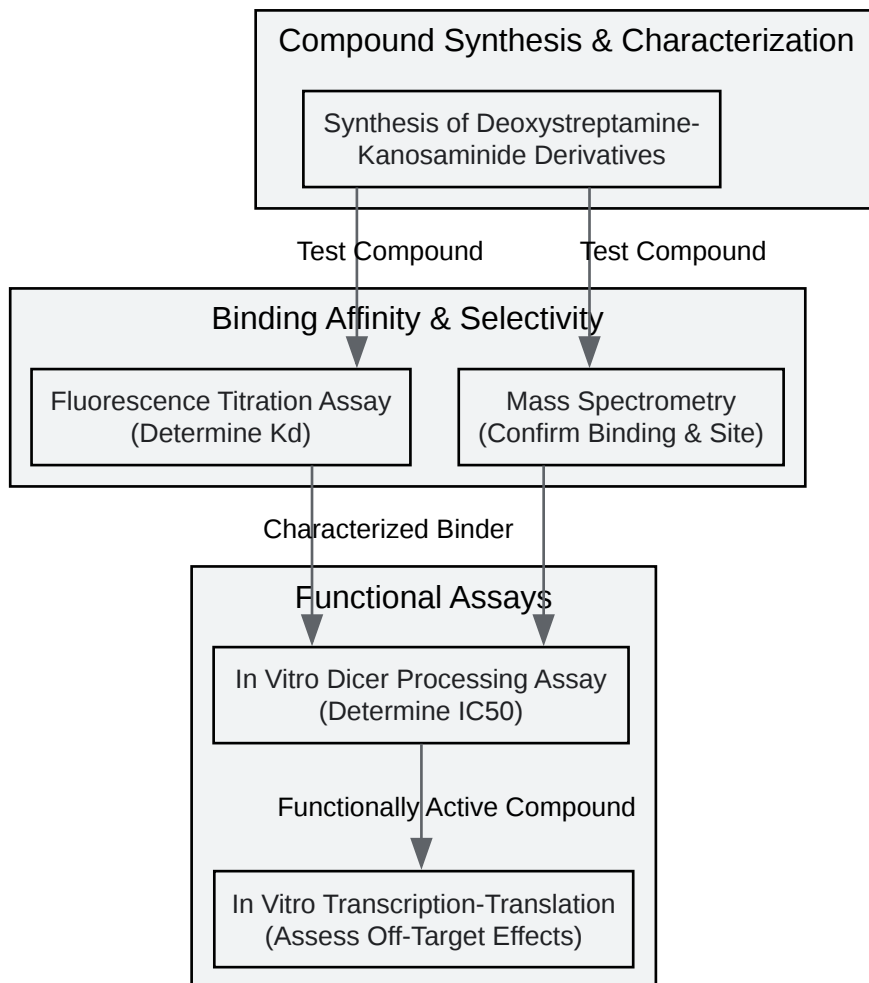 Compound Synthesis & Characterization
Synthesis of Deoxystreptamine-
Kanosaminide Derivatives
Test Compound
Test Compound
Binding Affinity & Selectivity
Fluorescence Titration Assay
(Determine Kd)
Mass Spectrometry
(Confirm Binding & Site)
Characterized Binder
Functional Assays
In Vitro Dicer Processing Assay
(Determine IC50)
Functionally Active Compound
In Vitro Transcription-Translation
(Assess Off-Target Effects)